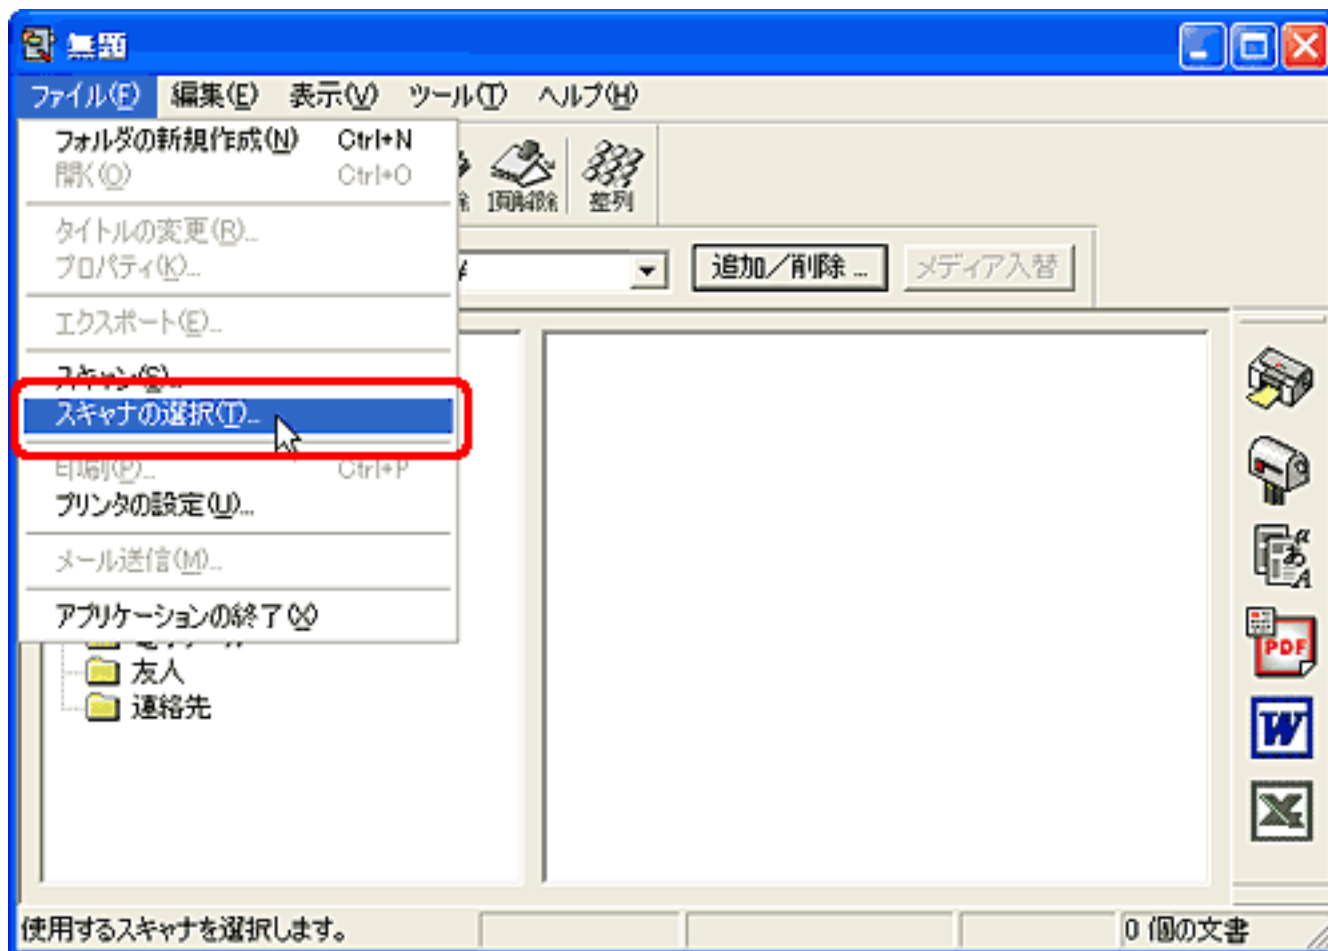 無題
ファイル(F) 編集(E) 表示(V) ツール(T) ヘルプ(H)
フォルダの新規作成(N) Ctrl+N
開く(O) Ctrl+O
タイトルの変更(R)...
プロパティ(K)...
エクスポート(E)...
スキャン(S)...
スキャナの選択(T)...
印刷(P)... Ctrl+P
プリンタの設定(U)...
メール送信(M)...
アプリケーションの終了(X)
除 頂解除 整列
¥ 追加/削除 ... メディア入替
友人
連絡先
あ
A
PDF
W
X
使用するスキャナを選択します。 0 個の文書